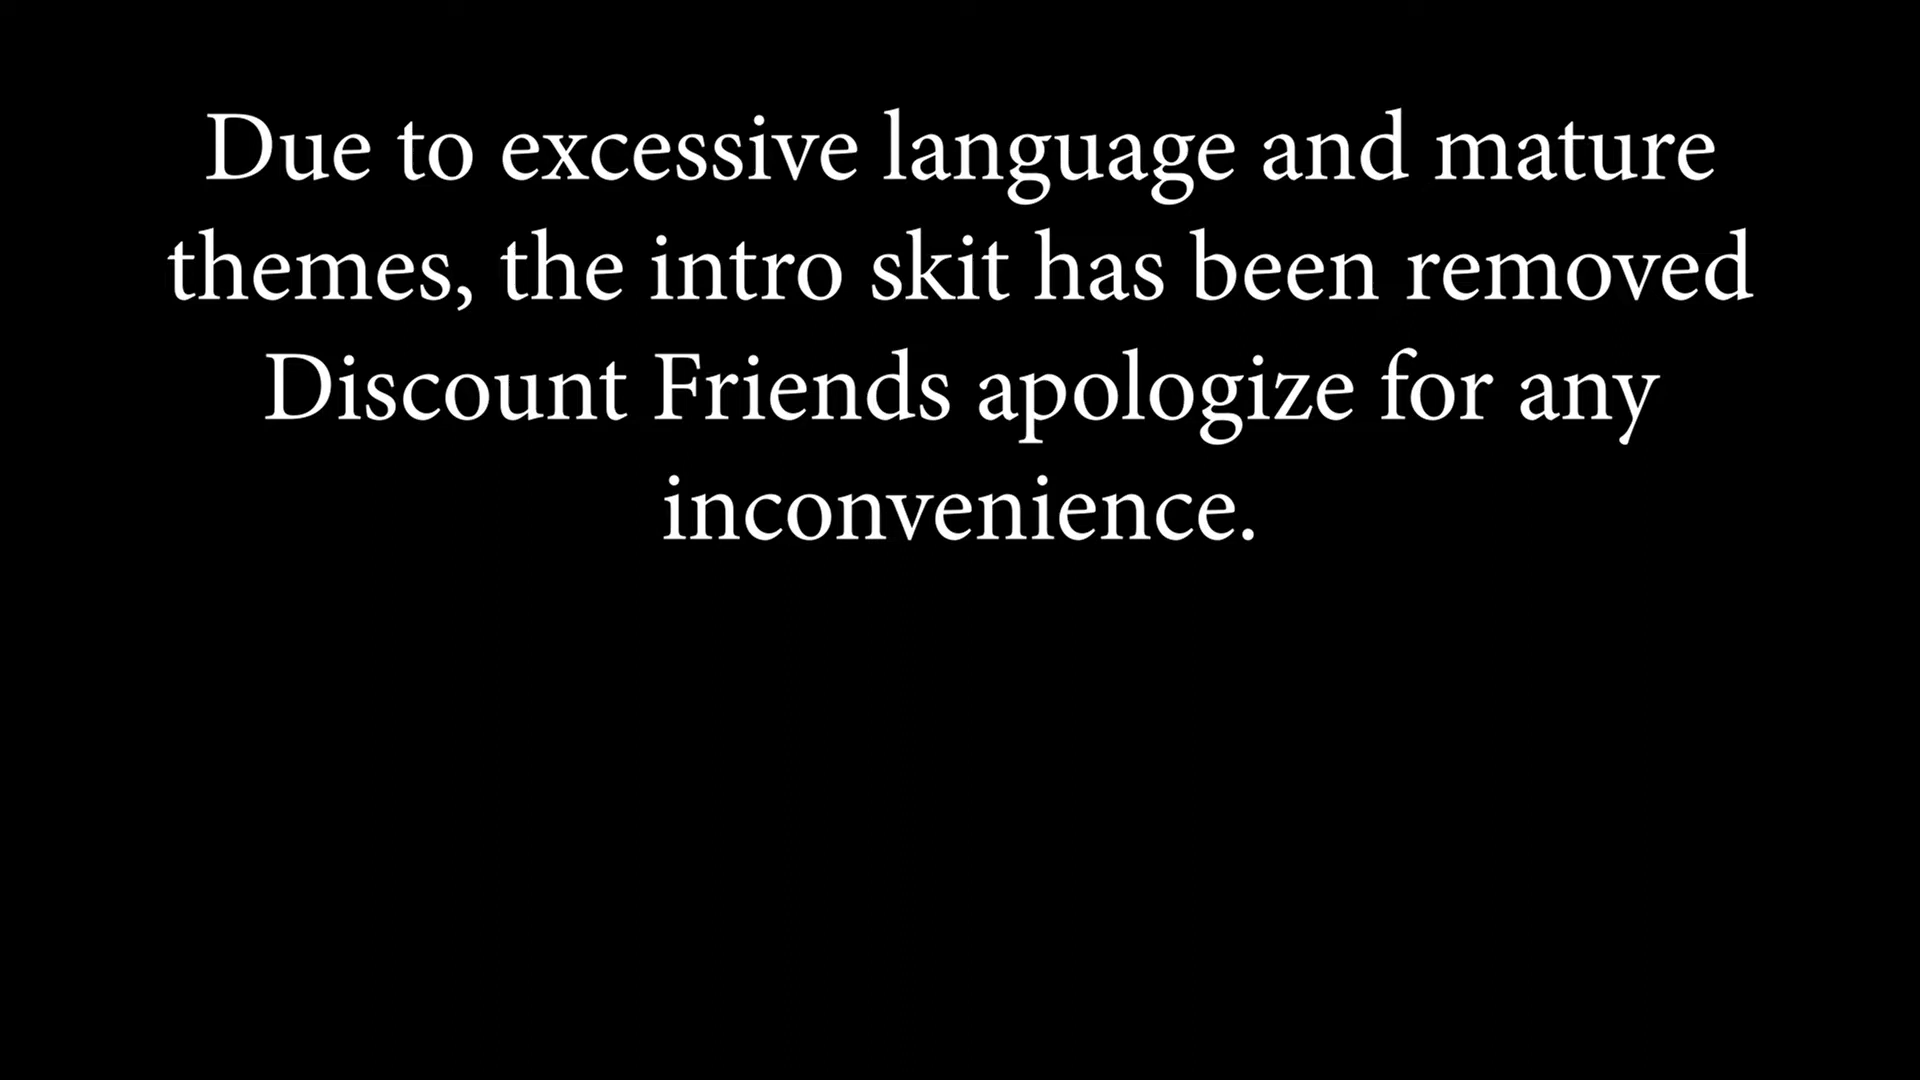 Due to excessive language and mature
themes, the intro skit has been removed
Discount Friends apologize for any
inconvenience.